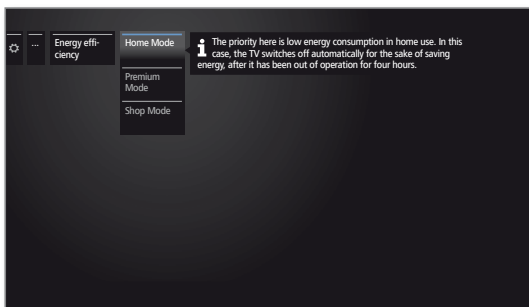 ...
Energy effi-
ciency
Home Mode
The priority here is low energy consumption in home use. In this
case, the TV switches off automatically for the sake of saving
energy, after it has been out of operation for four hours.
Premium
Mode
Shop Mode